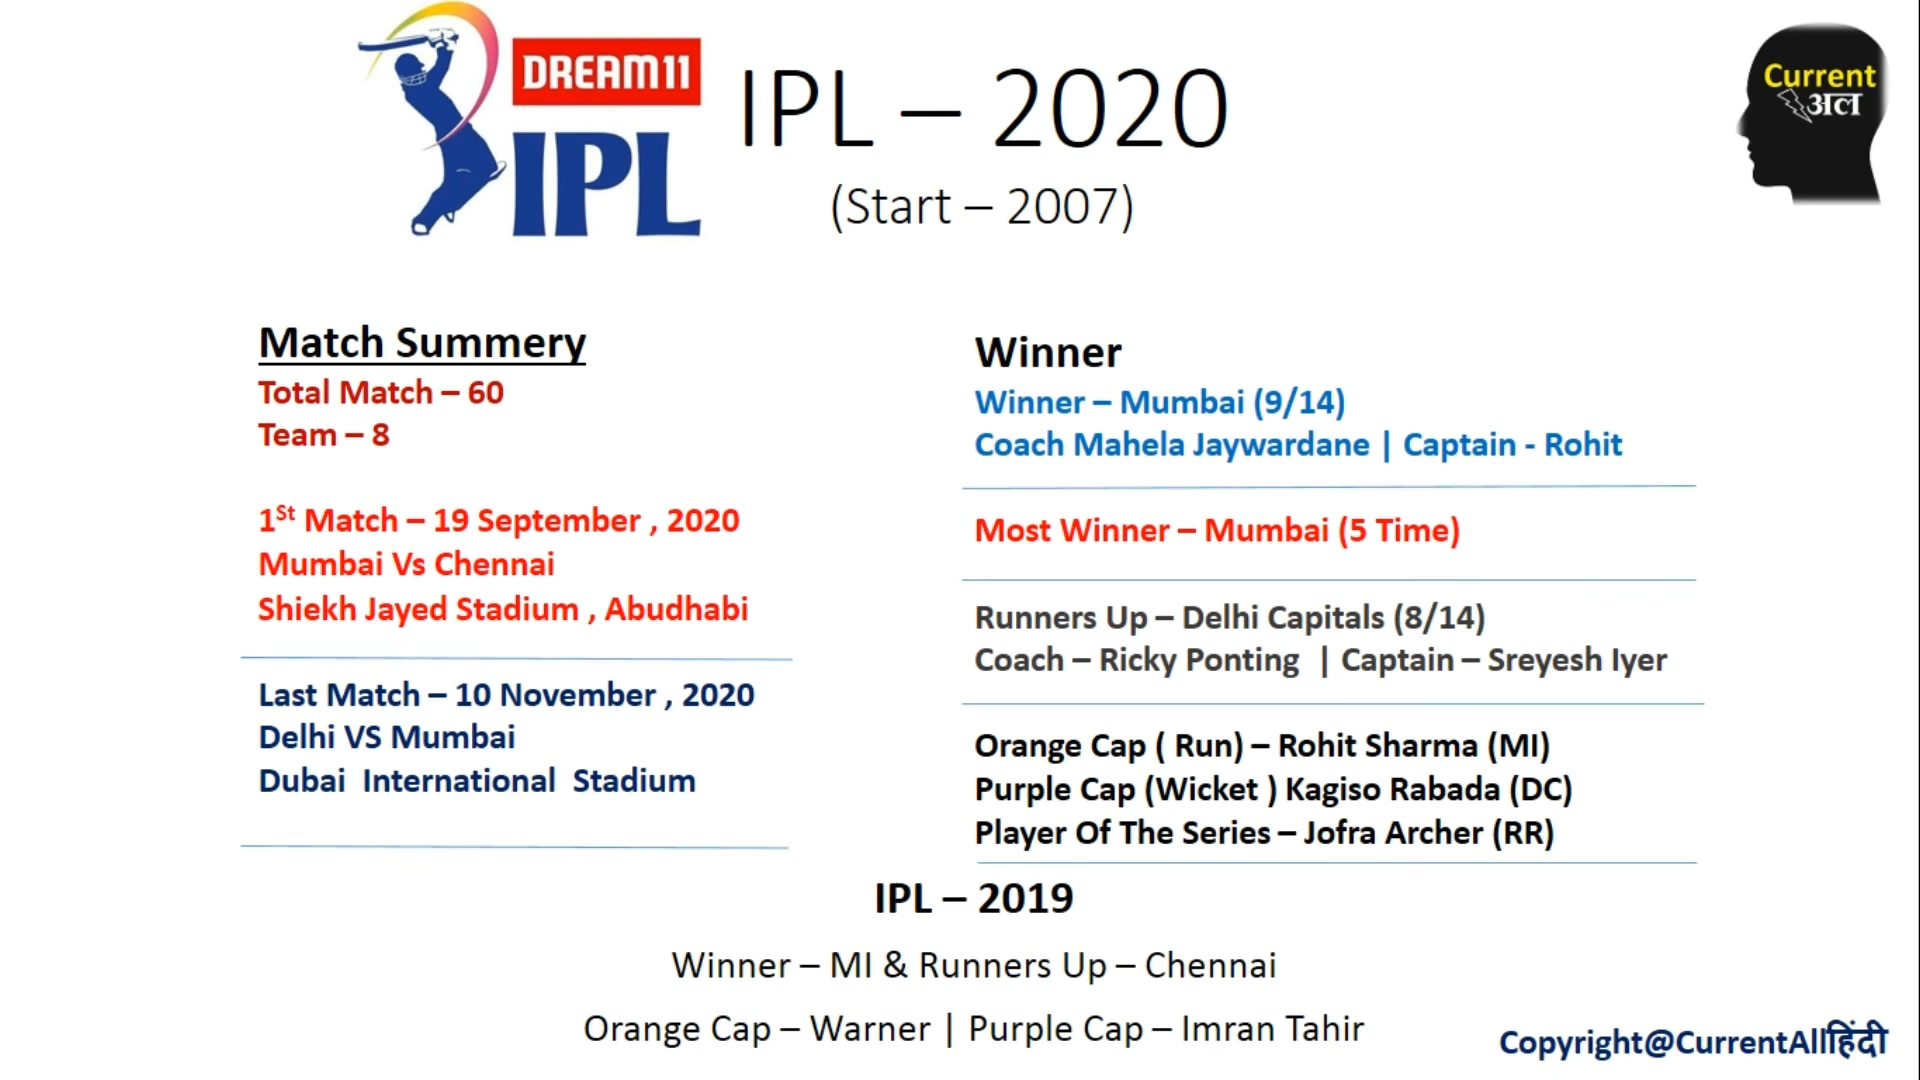 DREAM11
IPL
IPL – 2020
(Start – 2007)
Current
अल
Match Summery
Total Match – 60
Team – 8
1St Match – 19 September , 2020
Mumbai Vs Chennai
Shiekh Jayed Stadium , Abudhabi
Last Match – 10 November , 2020
Delhi VS Mumbai
Dubai International Stadium
Winner
Winner – Mumbai (9/14)
Coach Mahela Jaywardane | Captain - Rohit
Most Winner – Mumbai (5 Time)
Runners Up – Delhi Capitals (8/14)
Coach – Ricky Ponting | Captain – Sreyesh Iyer
Orange Cap ( Run) – Rohit Sharma (MI)
Purple Cap (Wicket ) Kagiso Rabada (DC)
Player Of The Series – Jofra Archer (RR)
IPL – 2019
Winner – MI & Runners Up – Chennai
Orange Cap – Warner | Purple Cap – Imran Tahir
Copyright@CurrentAllहिंदी